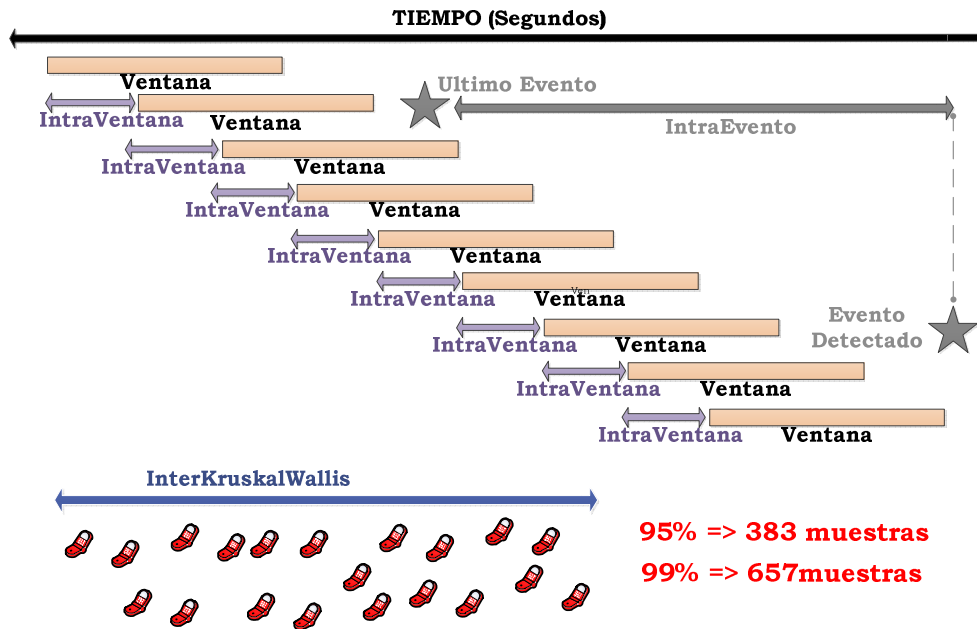 TIEMPO (Segundos)
Ventana
Ultimo Evento
IntraVentana
Ventana
IntraEvento
IntraVentana
Ventana
IntraVentana
Ventana
IntraVentana
Ventana
IntraVentana
Ven
Ventana
Evento
Detectado
IntraVentana
Ventana
IntraVentana
Ventana
IntraVentana
Ventana
InterKruskalWallis
95% => 383 muestras
99% => 657muestras